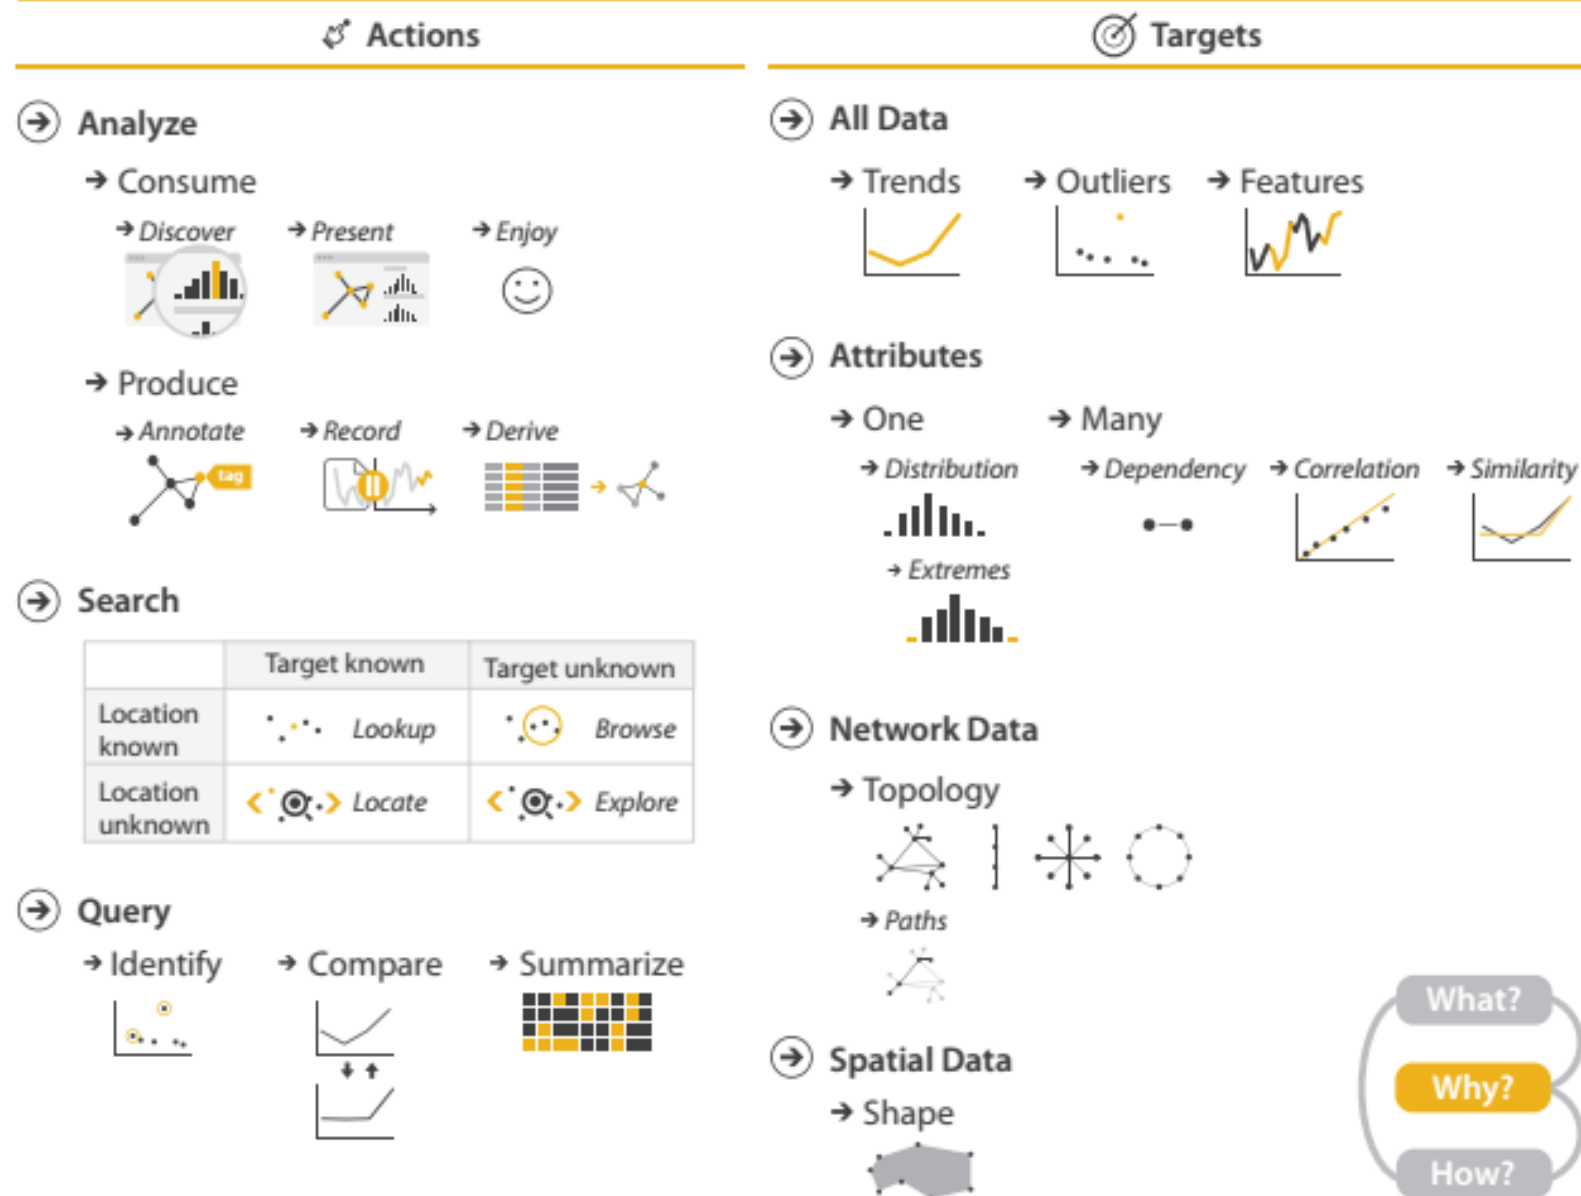 Actions
Analyze
Consume
Discover
Present
Enjoy
Produce
Annotate
Record
Derive
tag
Search
Target known
Target unknown
Location
known
Lookup
Browse
Location
unknown
Locate
Explore
Query
Identify
Compare
Summarize
Targets
All Data
Trends
Outliers
Features
Attributes
One
Many
Distribution
Dependency
Correlation
Similarity
Extremes
Network Data
Topology
Paths
Spatial Data
Shape
What?
Why?
How?